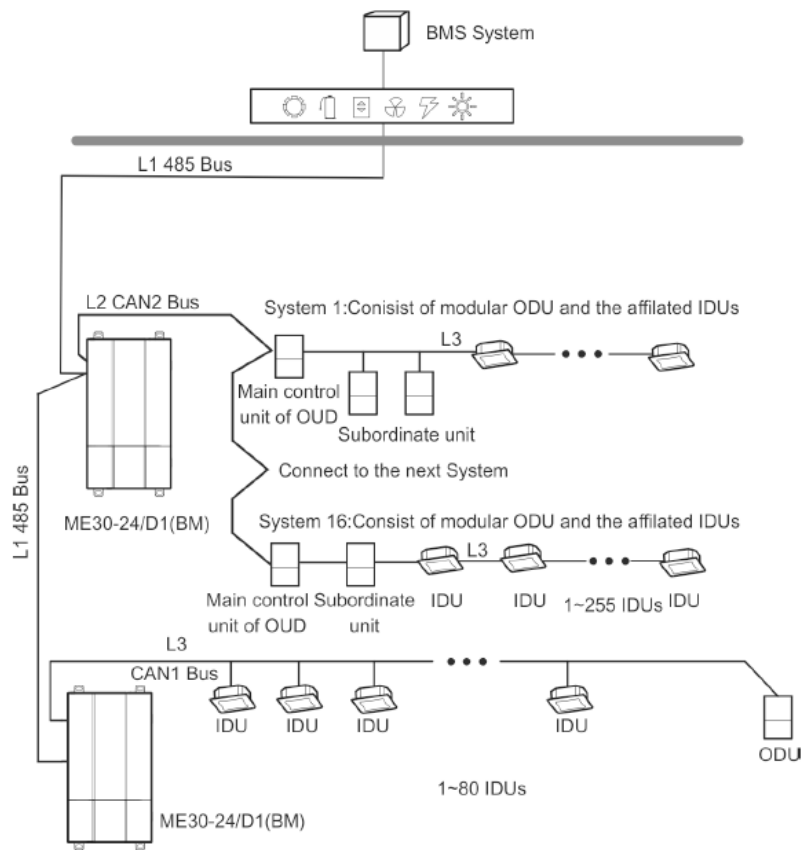 BMS System
L1 485 Bus
L2 CAN2 Bus
System 1:Conisist of modular ODU and the affilated IDUs
L3
Main control
unit of OUD
Subordinate unit
Connect to the next System
ME30-24/D1(BM)
L1 485 Bus
System 16:Consist of modular ODU and the affilated IDUs
L3
Main control
unit of OUD
Subordinate
unit
IDU
IDU
1~255 IDUs
IDU
L3
CAN1 Bus
IDU
IDU
IDU
IDU
ODU
1~80 IDUs
ME30-24/D1(BM)